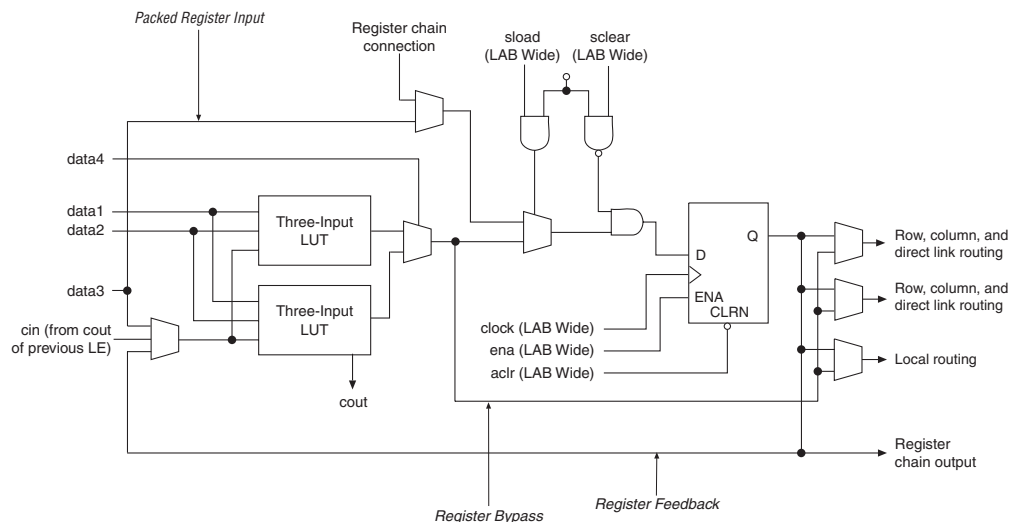 Packed Register Input
Register chain
connection
sload
(LAB Wide)
sclear
(LAB Wide)
data4
data1
data2
Three-Input
LUT
data3
cin (from cout
of previous LE)
Three-Input
LUT
cout
D
Q
ENA
CLRN
clock (LAB Wide)
ena (LAB Wide)
aclr (LAB Wide)
Row, column, and
direct link routing
Row, column, and
direct link routing
Local routing
Register
chain output
Register Bypass
Register Feedback